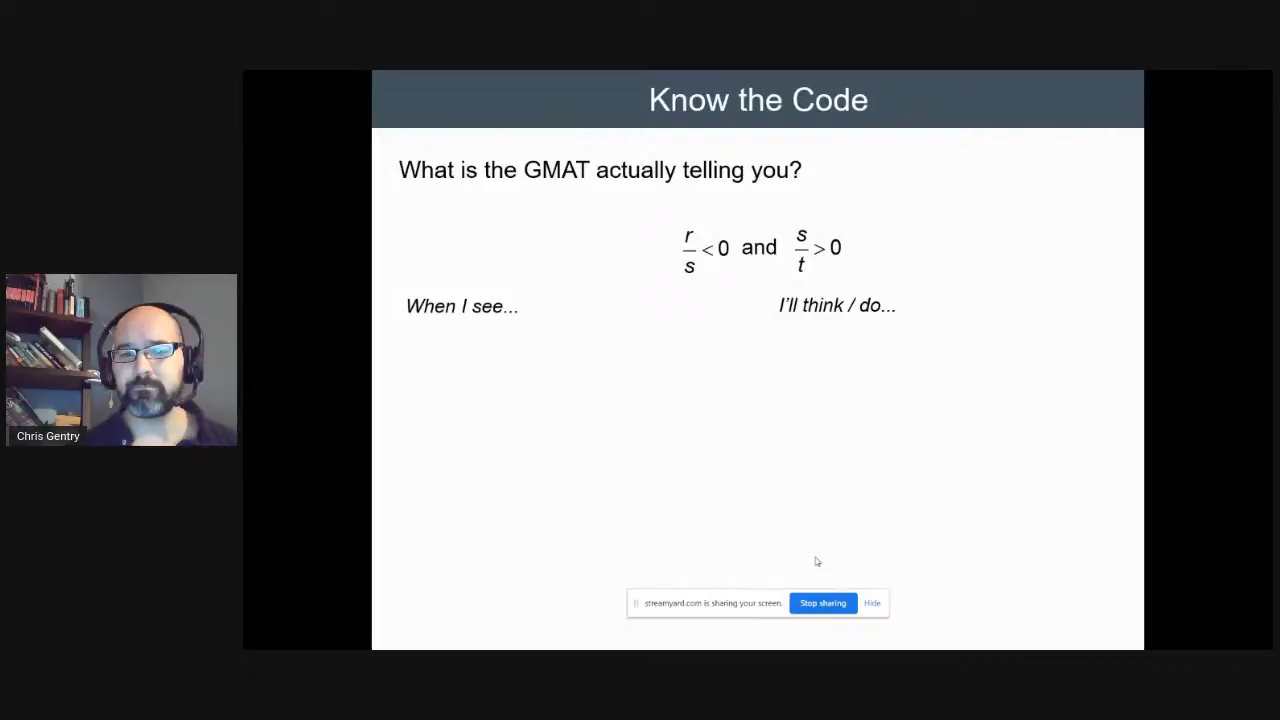 Know the Code
What is the GMAT actually telling you?
r/s < 0 and s/t > 0
When I see...
I'll think / do...
Chris Gentry
streamyard.com is sharing your screen. Stop sharing Hide